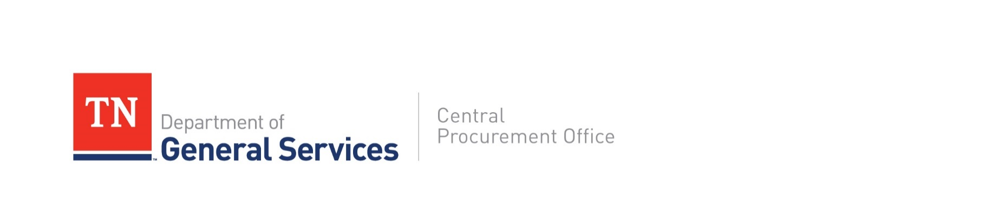 TN
Department of
General Services
Central
Procurement Office